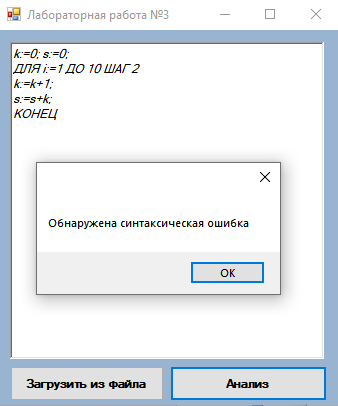 Лабораторная работа №3
k:=0; s:=0;
ДЛЯ i:=1 ДО 10 ШАГ 2
k:=k+1;
s:=s+k;
КОНЕЦ
Обнаружена синтаксическая ошибка
OK
Загрузить из файла
Анализ